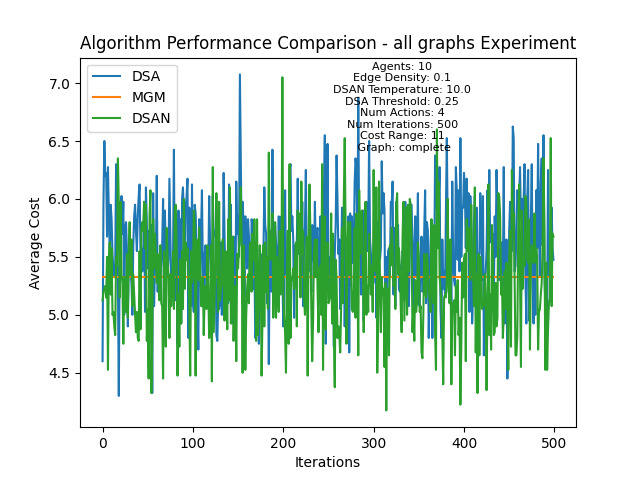 Algorithm Performance Comparison - all graphs Experiment
DSA
MGM
DSAN
Agents: 10
Edge Density: 0.1
DSAN Temperature: 10.0
DSA Threshold: 0.25
Num Actions: 4
Num Iterations: 500
Cost Range: 11
Graph: complete
Average Cost
7.0
6.5
6.0
5.5
5.0
4.5
0 100 200 300 400 500
Iterations